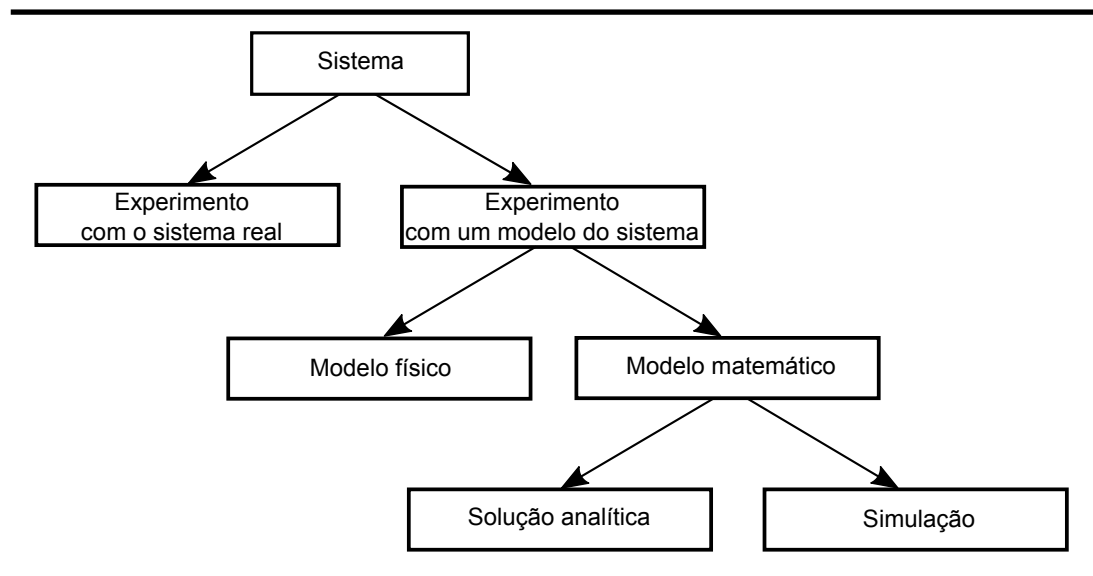 Sistema
Experimento
com o sistema real
Experimento
com um modelo do sistema
Modelo físico
Modelo matemático
Solução analítica
Simulação